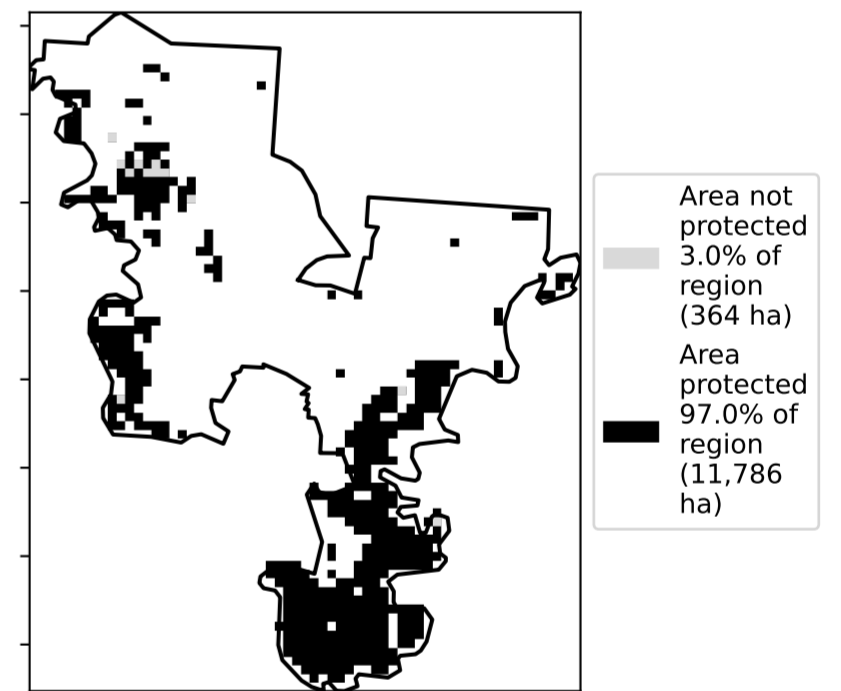 Area not
protected
3.0% of
region
(364 ha)
Area
protected
97.0% of
region
(11,786
ha)